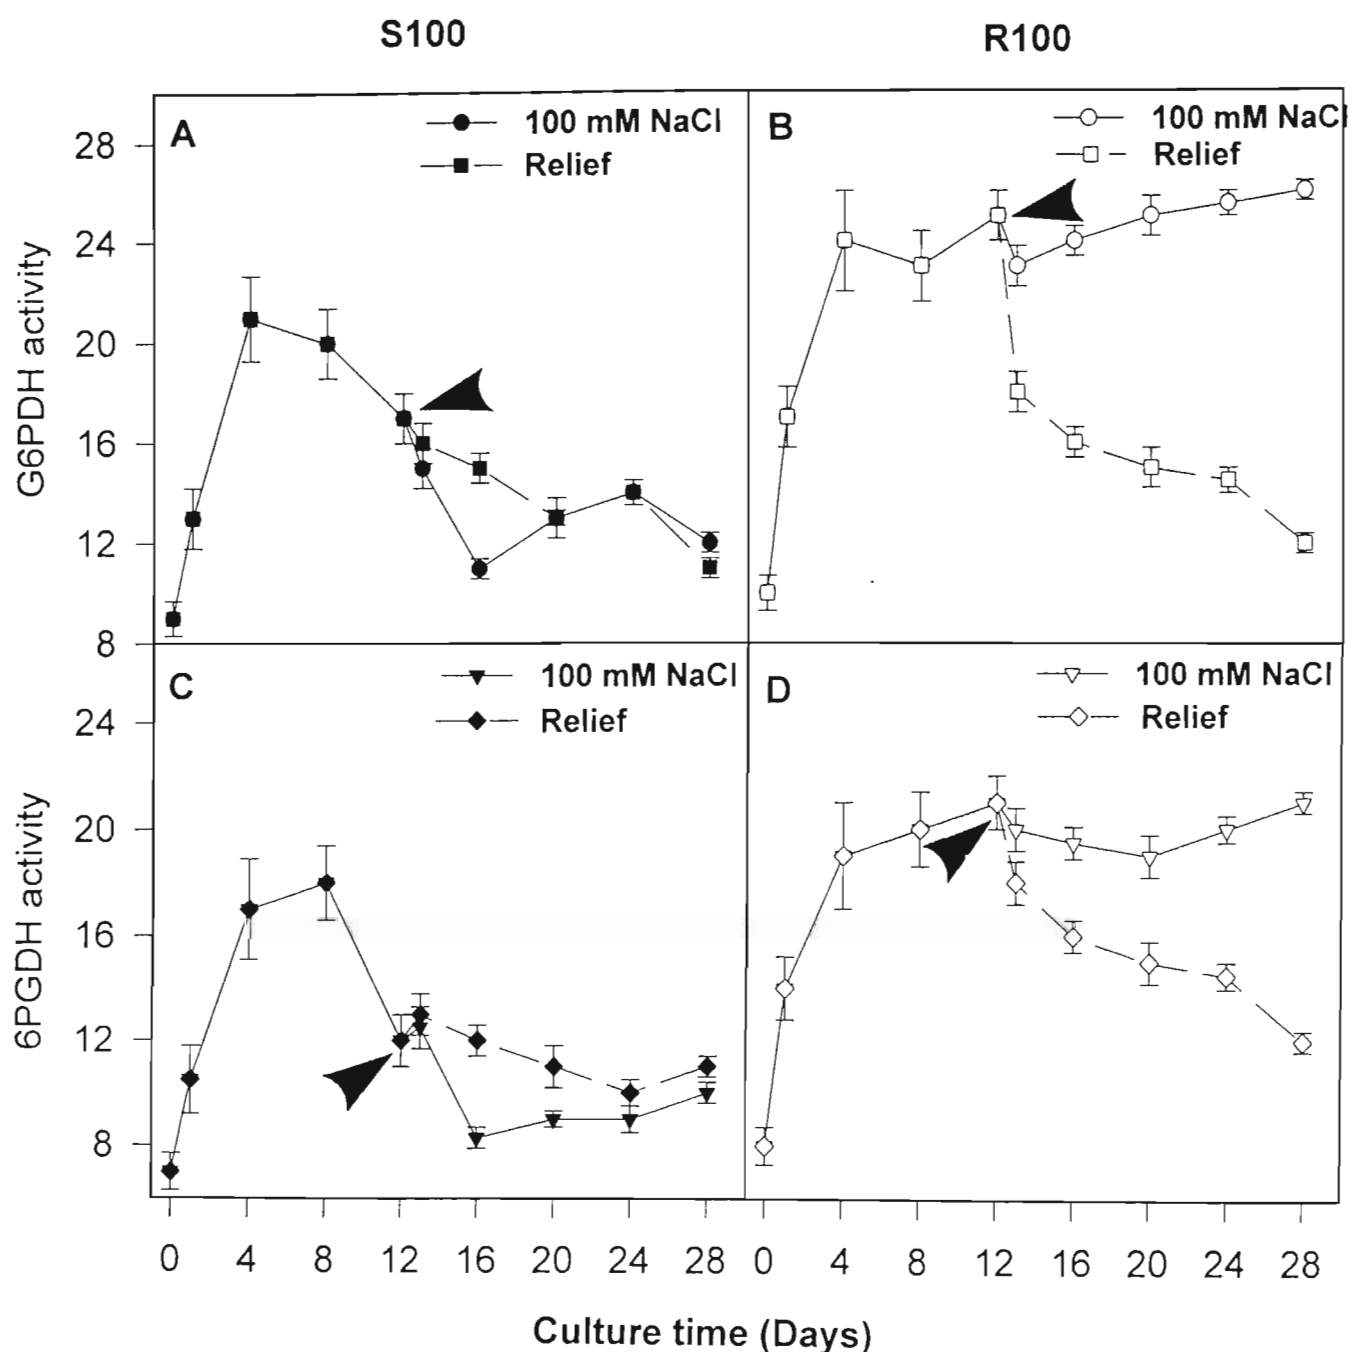 S100
R100
A
100 mM NaCl
Relief
B
100 mM NaCl
Relief
28
24
20
16
12
8
G6PDH activity
C
100 mM NaCl
Relief
D
100 mM NaCl
Relief
24
20
16
12
8
6PGDH activity
0 4 8 12 16 20 24 28
0 4 8 12 16 20 24 28
Culture time (Days)